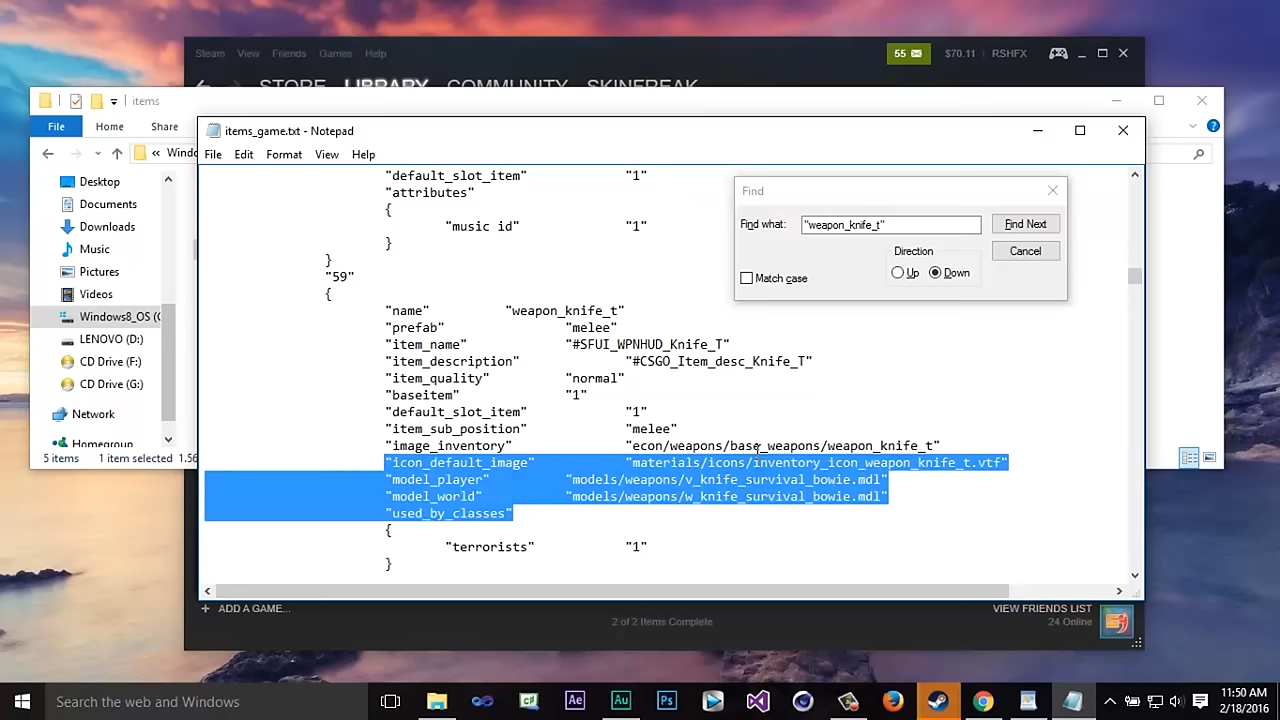 Steam View Friends Games Help
55 $70.11 RSHFX
STORE LIBRARY COMMUNITY SKINFREAK
items
File Home Share
« Windo
Desktop
Documents
Downloads
Music
Pictures
Videos
Windows8_OS (C
LENOVO (D:)
CD Drive (F:)
CD Drive (G:)
Network
Homegroup
5 items 1 item selected 1.56
items_game.txt - Notepad
File Edit Format View Help
"default_slot_item" "1"
"attributes"
{
"music id" "1"
}
}
"59"
{
"name" "weapon_knife_t"
"prefab" "melee"
"item_name" "#SFUI_WPNHUD_Knife_T"
"item_description" "#CSGO_Item_desc_Knife_T"
"item_quality" "normal"
"baseitem" "1"
"default_slot_item" "1"
"item_sub_position" "melee"
"image_inventory" "econ/weapons/base_weapons/weapon_knife_t"
"icon_default_image" "materials/icons/inventory_icon_weapon_knife_t.vtf"
"model_player" "models/weapons/v_knife_survival_bowie.mdl"
"model_world" "models/weapons/w_knife_survival_bowie.mdl"
"used_by_classes"
{
"terrorists" "1"
}
Find
Find what: "weapon_knife_t" Find Next
Direction
Cancel
Match case Up Down
+ ADD A GAME...
2 of 2 Items Complete
VIEW FRIENDS LIST
24 Online
Search the web and Windows
Ae Au Ps
11:50 AM
2/18/2016